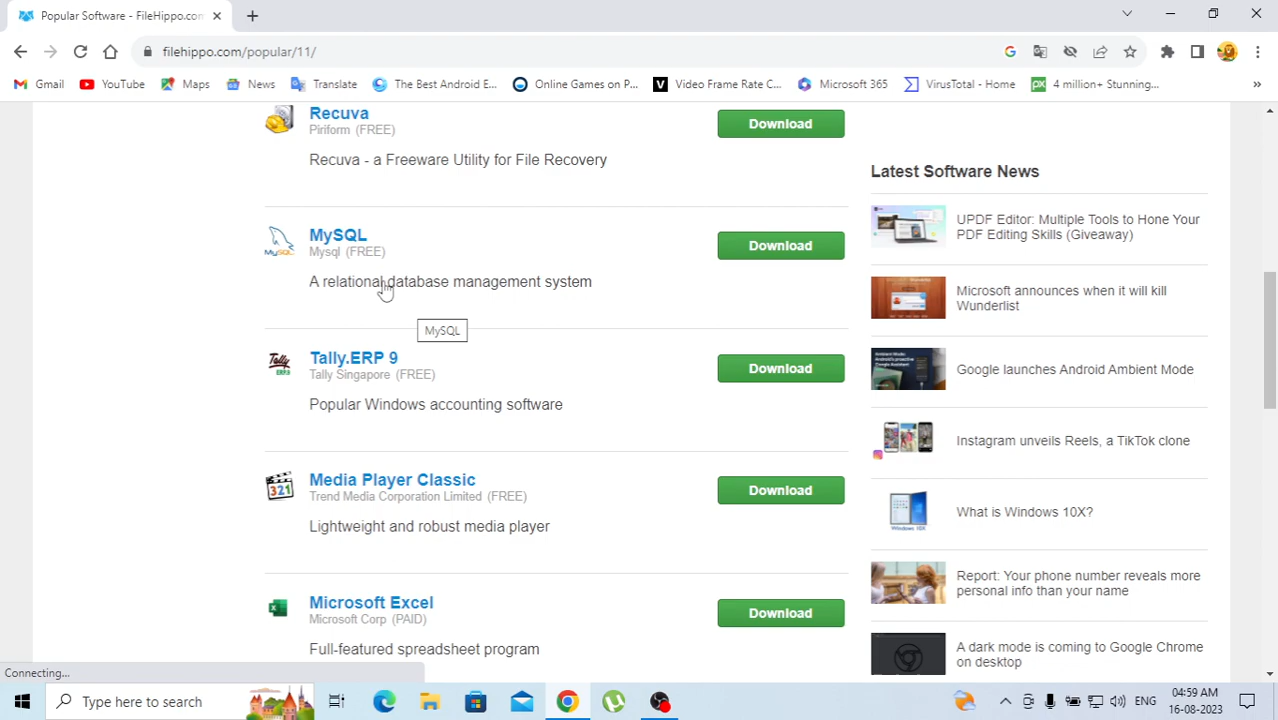 Popular Software - FileHippo.com
filehippo.com/popular/11/
Gmail
YouTube
Maps
News
Translate
The Best Android E...
Online Games on P...
Video Frame Rate C...
Microsoft 365
VirusTotal - Home
4 million+ Stunning...
Recuva
Piriform (FREE)
Download
Recuva - a Freeware Utility for File Recovery
MySQL
Mysql (FREE)
Download
A relational database management system
MySQL
Tally.ERP 9
Tally Singapore (FREE)
Download
Popular Windows accounting software
Media Player Classic
Trend Media Corporation Limited (FREE)
Download
Lightweight and robust media player
Microsoft Excel
Microsoft Corp (PAID)
Download
Full-featured spreadsheet program
Latest Software News
UPDF Editor: Multiple Tools to Hone Your
PDF Editing Skills (Giveaway)
Microsoft announces when it will kill
Wunderlist
Google launches Android Ambient Mode
Instagram unveils Reels, a TikTok clone
What is Windows 10X?
Report: Your phone number reveals more
personal info than your name
A dark mode is coming to Google Chrome
on desktop
Connecting...
Type here to search
ENG
04:59 AM
16-08-2023